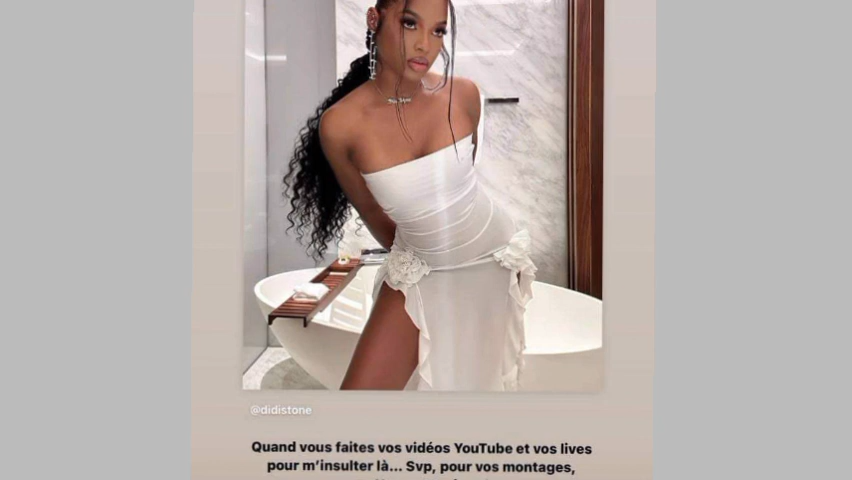 @didistone
Quand vous faites vos vidéos YouTube et vos lives
pour m'insulter là... Svp, pour vos montages,